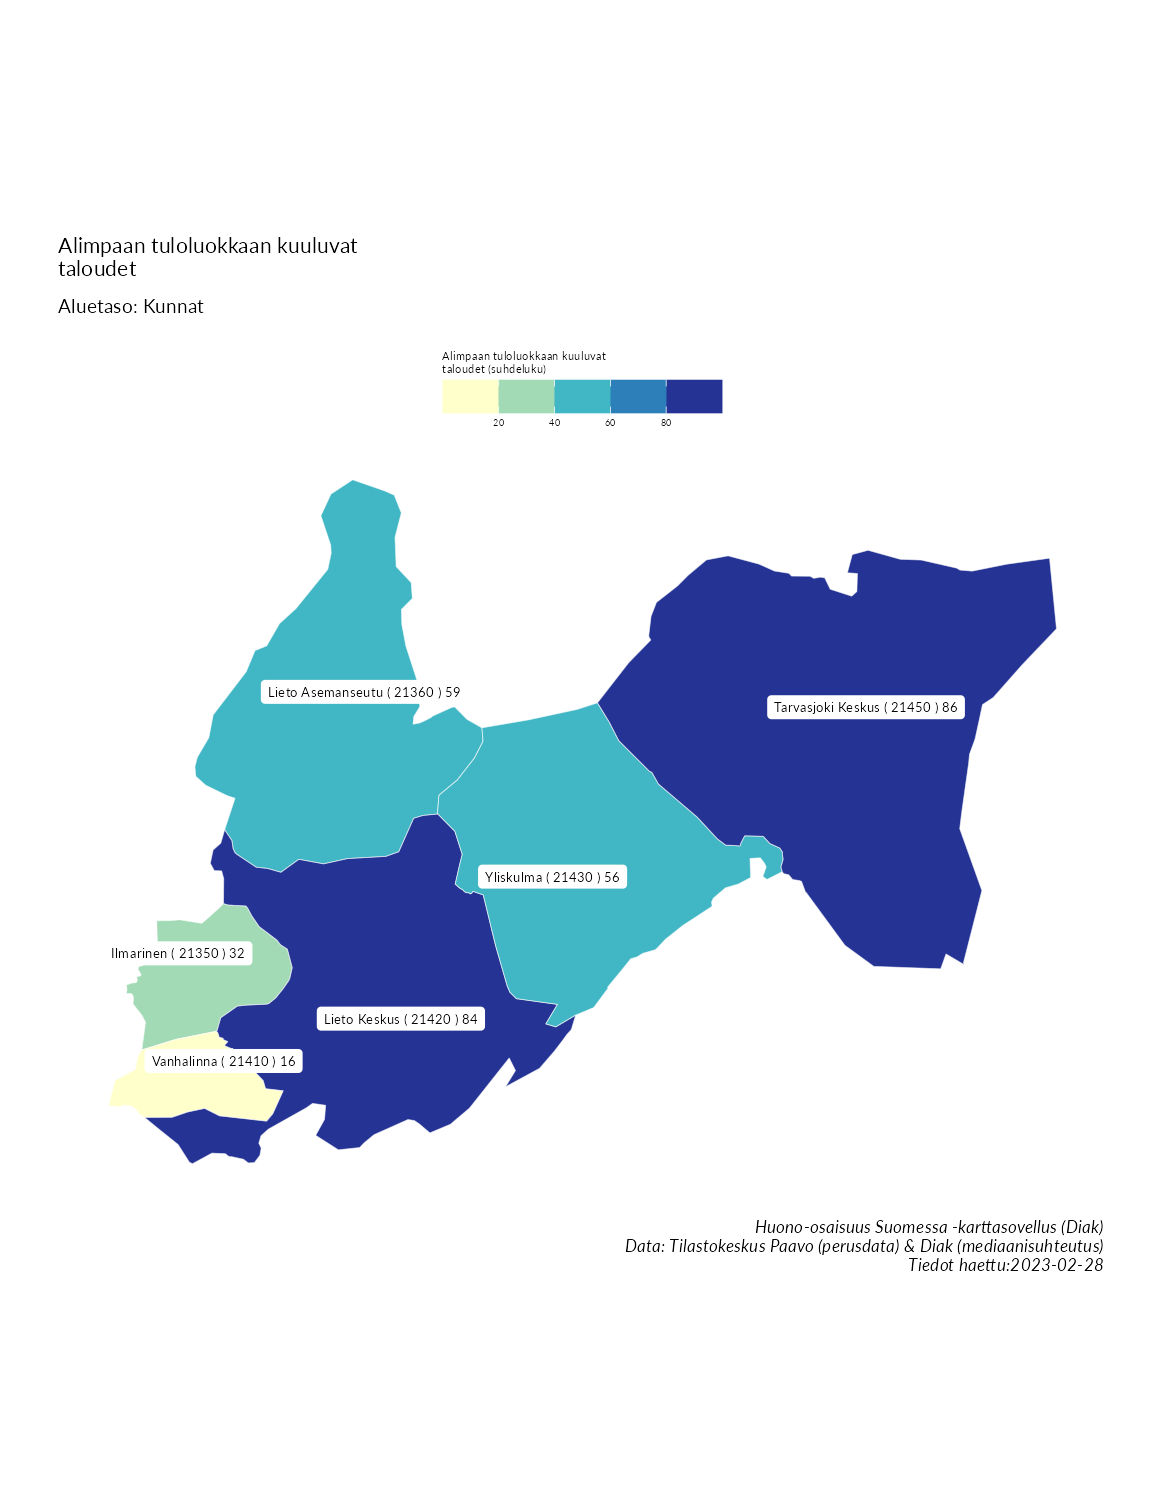 Alimpaan tuloluokkaan kuuluvat
taloudet
Aluetaso: Kunnat
Alimpaan tuloluokkaan kuuluvat
taloudet (suhdeluku)
20 40 60 80
Lieto Asemanseutu ( 21360 ) 59
Tarvasjoki Keskus ( 21450 ) 86
Yliskulma ( 21430 ) 56
Ilmarinen ( 21350 ) 32
Lieto Keskus ( 21420 ) 84
Vanhalinna ( 21410 ) 16
Huono-osaisuus Suomessa -karttasovellus (Diak)
Data: Tilastokeskus Paavo (perusdata) & Diak (mediaanisuhteutus)
Tiedot haettu:2023-02-28